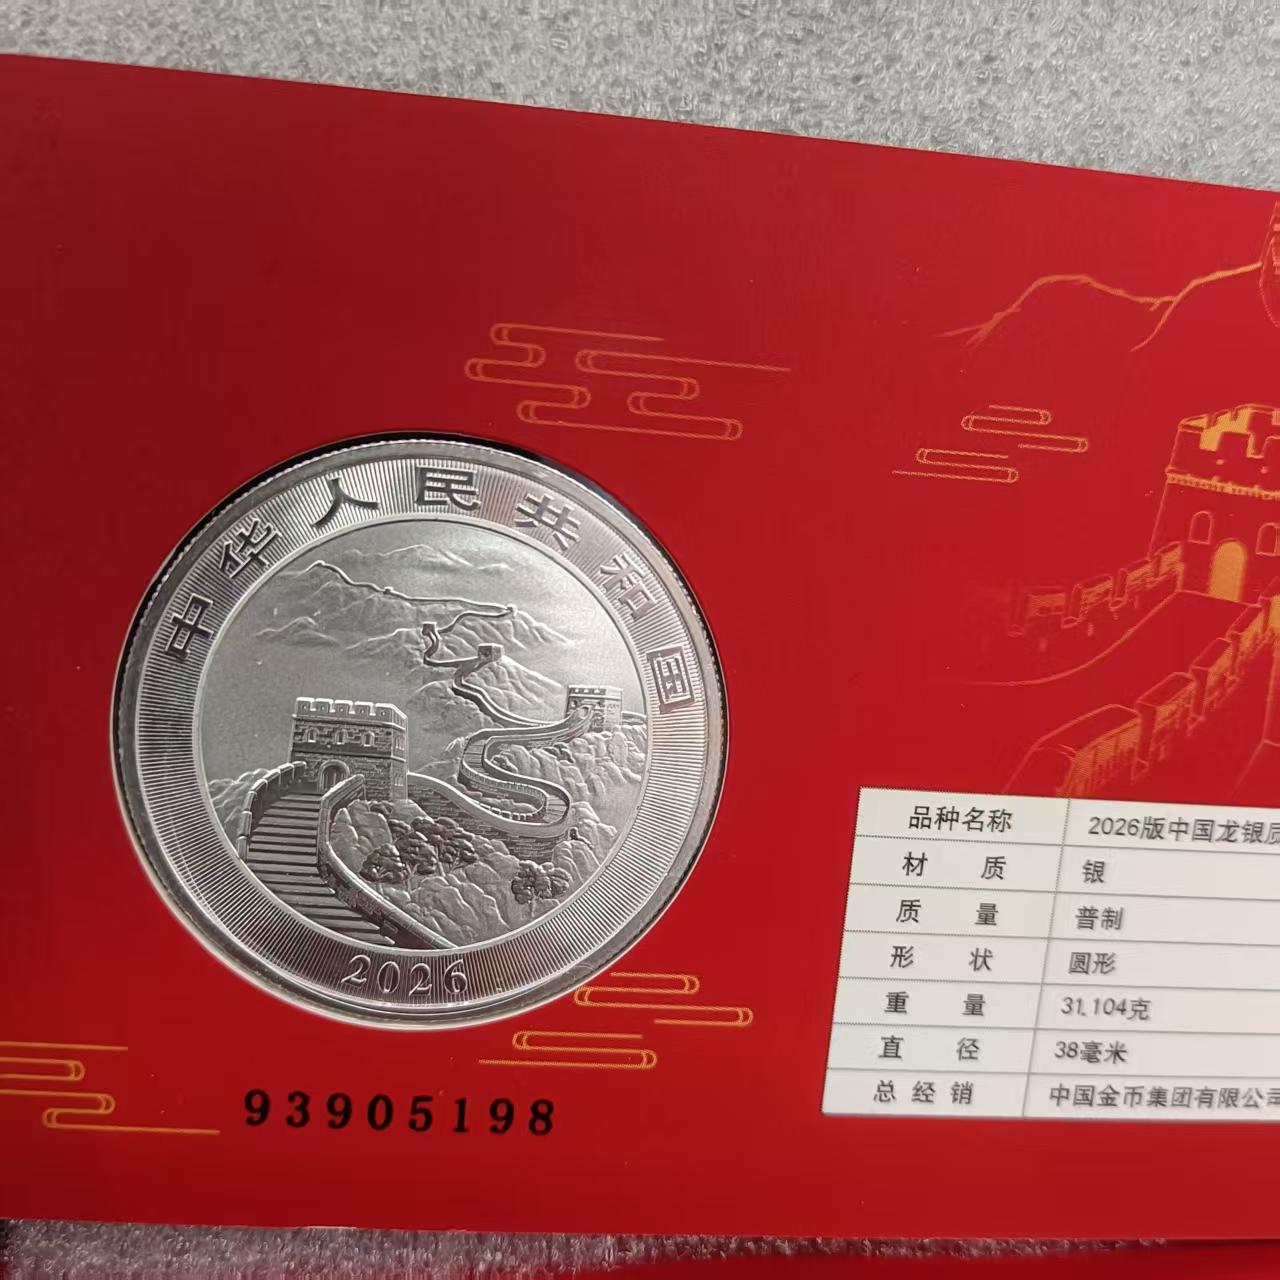 中华人民共和国
2026
93905198
品种名称 2026版中国龙银质
材 质 银
质 量 普制
形 状 圆形
重 量 31.104克
直 径 38毫米
总 经 销 中国金币集团有限公司